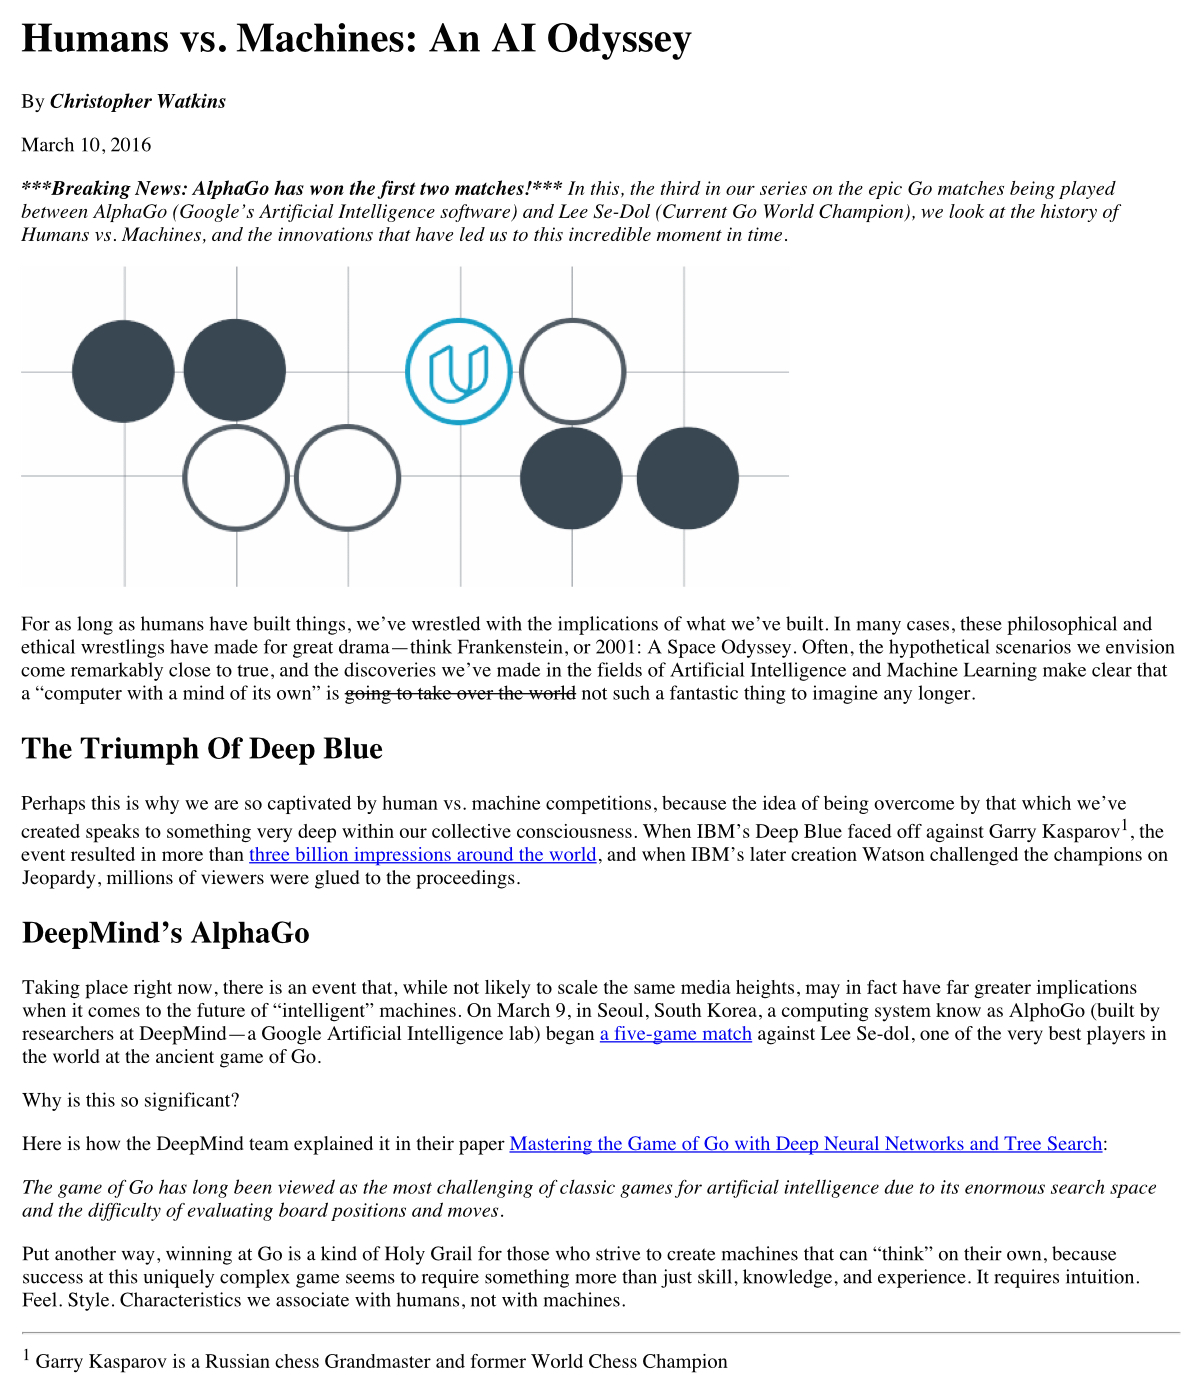 Humans vs. Machines: An AI Odyssey
By Christopher Watkins
March 10, 2016
***Breaking News: AlphaGo has won the first two matches!*** In this, the third in our series on the epic Go matches being played
between AlphaGo (Google’s Artificial Intelligence software) and Lee Se-Dol (Current Go World Champion), we look at the history of
Humans vs. Machines, and the innovations that have led us to this incredible moment in time.
For as long as humans have built things, we’ve wrestled with the implications of what we’ve built. In many cases, these philosophical and
ethical wrestlings have made for great drama—think Frankenstein, or 2001: A Space Odyssey. Often, the hypothetical scenarios we envision
come remarkably close to true, and the discoveries we’ve made in the fields of Artificial Intelligence and Machine Learning make clear that
a “computer with a mind of its own” is going to take over the world not such a fantastic thing to imagine any longer.
The Triumph Of Deep Blue
Perhaps this is why we are so captivated by human vs. machine competitions, because the idea of being overcome by that which we’ve
created speaks to something very deep within our collective consciousness. When IBM’s Deep Blue faced off against Garry Kasparov1, the
event resulted in more than three billion impressions around the world, and when IBM’s later creation Watson challenged the champions on
Jeopardy, millions of viewers were glued to the proceedings.
DeepMind’s AlphaGo
Taking place right now, there is an event that, while not likely to scale the same media heights, may in fact have far greater implications
when it comes to the future of “intelligent” machines. On March 9, in Seoul, South Korea, a computing system know as AlphoGo (built by
researchers at DeepMind—a Google Artificial Intelligence lab) began a five-game match against Lee Se-dol, one of the very best players in
the world at the ancient game of Go.
Why is this so significant?
Here is how the DeepMind team explained it in their paper Mastering the Game of Go with Deep Neural Networks and Tree Search:
The game of Go has long been viewed as the most challenging of classic games for artificial intelligence due to its enormous search space
and the difficulty of evaluating board positions and moves.
Put another way, winning at Go is a kind of Holy Grail for those who strive to create machines that can “think” on their own, because
success at this uniquely complex game seems to require something more than just skill, knowledge, and experience. It requires intuition.
Feel. Style. Characteristics we associate with humans, not with machines.
1 Garry Kasparov is a Russian chess Grandmaster and former World Chess Champion